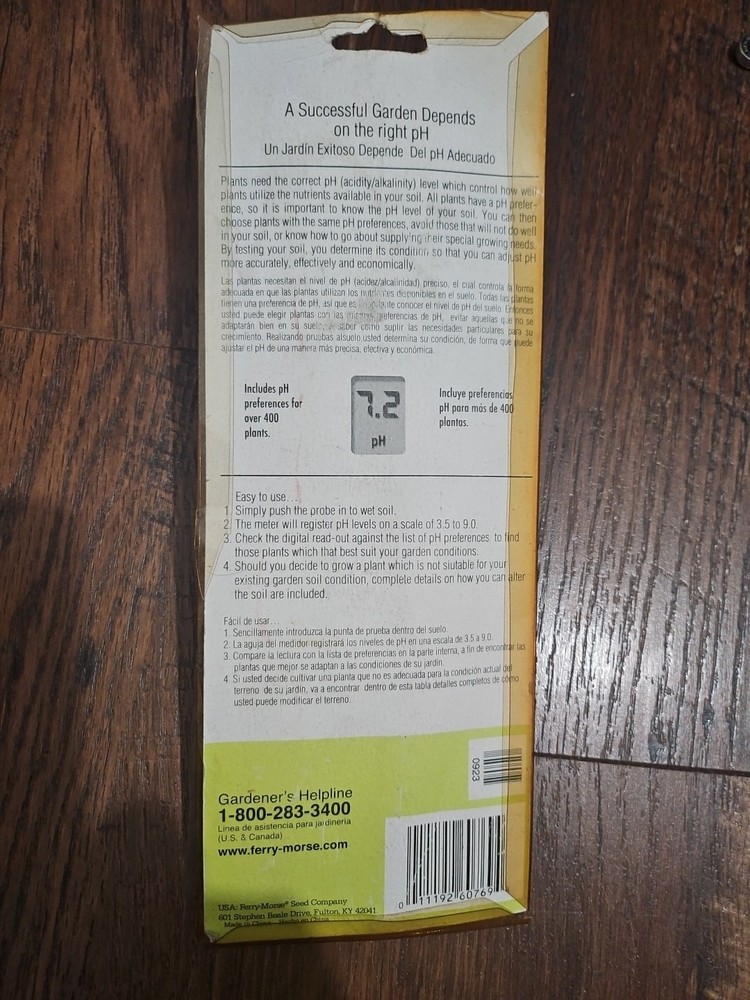 A Successful Garden Depends
on the right pH
Un Jardín Exitoso Depende Del pH Adecuado
Plants need the correct pH (acidity/alkalinity) level which control how well
plants utilize the nutrients available in your soil. All plants have a pH prefer-
ence, so it is important to know the pH level of your soil. You can then
choose plants with the same pH preferences, avoid those that will not do well
in your soil, or know how to go about supplying their special growing needs.
By testing your soil, you determine its condition so that you can adjust pH
more accurately, effectively and economically.
Las plantas necesitan el nivel de pH (acidez/alcalinidad) preciso, el cual controla la forma
adecuada en que las plantas utilizan los nutrientes disponibles en el suelo. Todas las plantas
tienen una preferencia de pH, así que es conocer el nivel de pH del suelo. Entonces
usted puede elegir plantas con las preferencias de pH, evitar aquellas que no se
adaptarán bien en su suelo, saber cómo suplir las necesidades particulares para su
crecimiento. Realizando pruebas alsuelo usted determina su condición, de forma que puede
ajustar el pH de una manera más precisa, efectiva y económica.
Includes pH
preferences for
over 400
plants.
7.2
pH
Incluye preferencias
pH para más de 400
plantas.
Easy to use...
1. Simply push the probe in to wet soil.
2. The meter will register pH levels on a scale of 3.5 to 9.0.
3. Check the digital read-out against the list of pH preferences to find
those plants which that best suit your garden conditions.
4. Should you decide to grow a plant which is not siutable for your
existing garden soil condition, complete details on how you can alter
the soil are included.
Fácil de usar...
1. Sencillamente introduzca la punta de prueba dentro del suelo.
2. La aguja del medidor registrará los niveles de pH en una escala de 3.5 a 9.0.
3. Compare la lectura con la lista de preferencias en la parte interna, a fin de encontrar las
plantas que mejor se adaptan a las condiciones de su jardín.
4. Si usted decide cultivar una planta que no es adecuada para la condición actual del
terreno de su jardín, va a encontrar dentro de esta tabla detalles completos de cómo
usted puede modificar el terreno.
0923
Gardener's Helpline
1-800-283-3400
Línea de asistencia para jardinería
(U.S. & Canada)
www.ferry-morse.com
0 11192 60769
USA: Ferry-Morse® Seed Company
601 Stephen Beale Drive, Fulton, KY 42041
Made in China Hecho en China